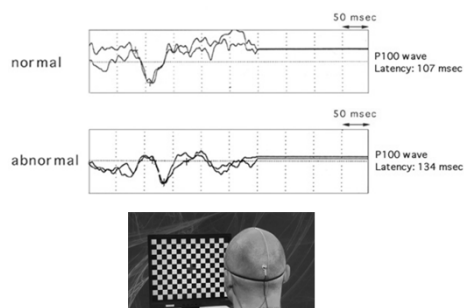 50 msec
normal
P100 wave
Latency: 107 msec
50 msec
abnormal
P100 wave
Latency: 134 msec